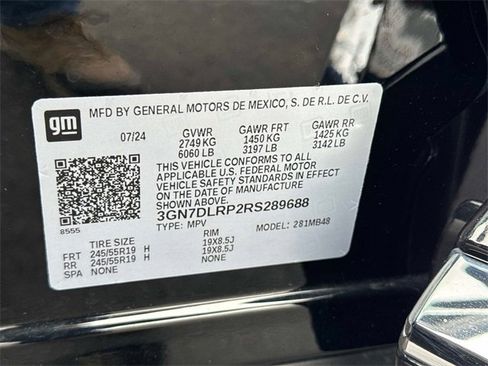 gm
MFD BY GENERAL MOTORS DE MEXICO, S. DE R.L. DE C.V.
07/24 GVWR GAWR FRT GAWR RR
2749 KG 1450 KG 1425 KG
6060 LB 3197 LB 3142 LB
THIS VEHICLE CONFORMS TO ALL
APPLICABLE U.S. FEDERAL MOTOR
VEHICLE SAFETY STANDARDS IN EFFECT
ON THE DATE OF MANUFACTURE
SHOWN ABOVE.
3GN7DLRP2RS289688
8555 TYPE: MPV MODEL: 281MB48
TIRE SIZE RIM
FRT 245/55R19 H 19X8.5J
RR 245/55R19 H 19X8.5J
SPA NONE NONE